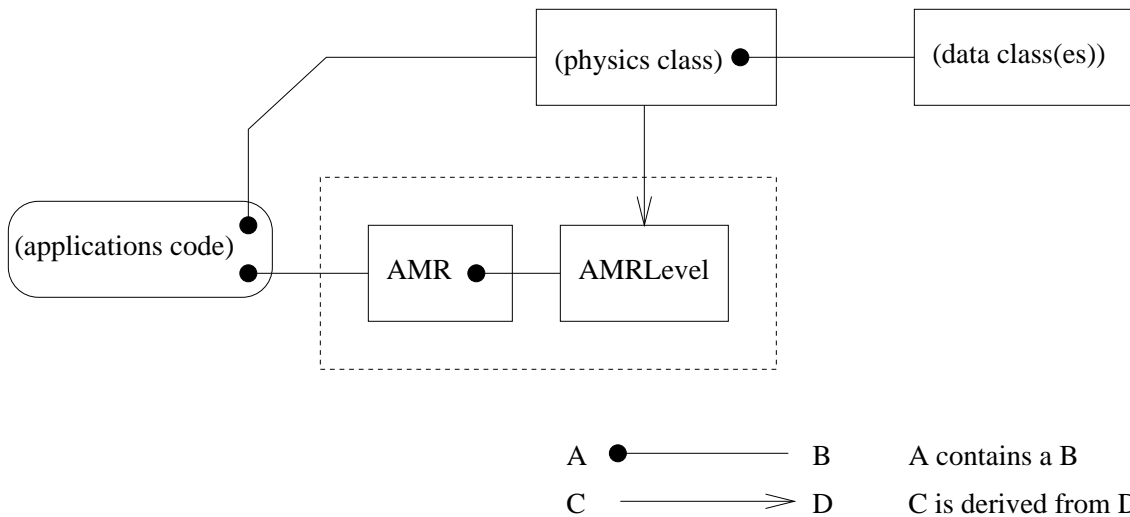 (physics class)
(data class(es))
(applications code)
AMR
AMRLevel
A B A contains a B
C D C is derived from D